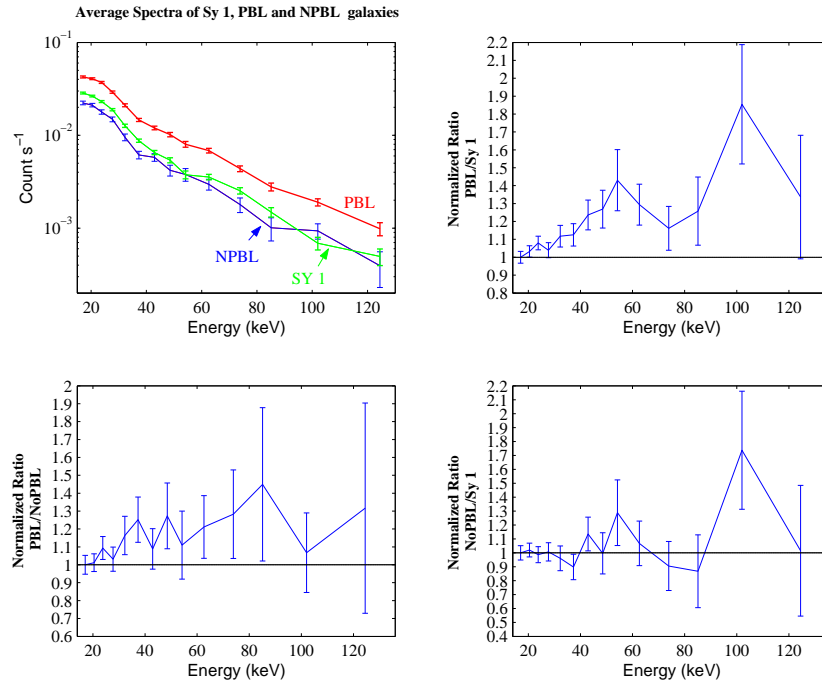 Average Spectra of Sy 1, PBL and NPBL galaxies
10⁻¹
10⁻²
10⁻³
Count s⁻¹
PBL
NPBL
SY 1
20 40 60 80 100 120
Energy (keV)
2.2
2.1
2
1.9
1.8
1.7
1.6
1.5
1.4
1.3
1.2
1.1
1
0.9
0.8
Normalized Ratio
PBL/Sy 1
20 40 60 80 100 120
Energy (keV)
2
1.9
1.8
1.7
1.6
1.5
1.4
1.3
1.2
1.1
1
0.9
0.8
0.7
0.6
Normalized Ratio
PBL/NoPBL
20 40 60 80 100 120
Energy (keV)
2.2
2.1
2
1.9
1.8
1.7
1.6
1.5
1.4
1.3
1.2
1.1
1
0.9
0.8
0.7
0.6
0.5
0.4
Normalized Ratio
NoPBL/Sy 1
20 40 60 80 100 120
Energy (keV)